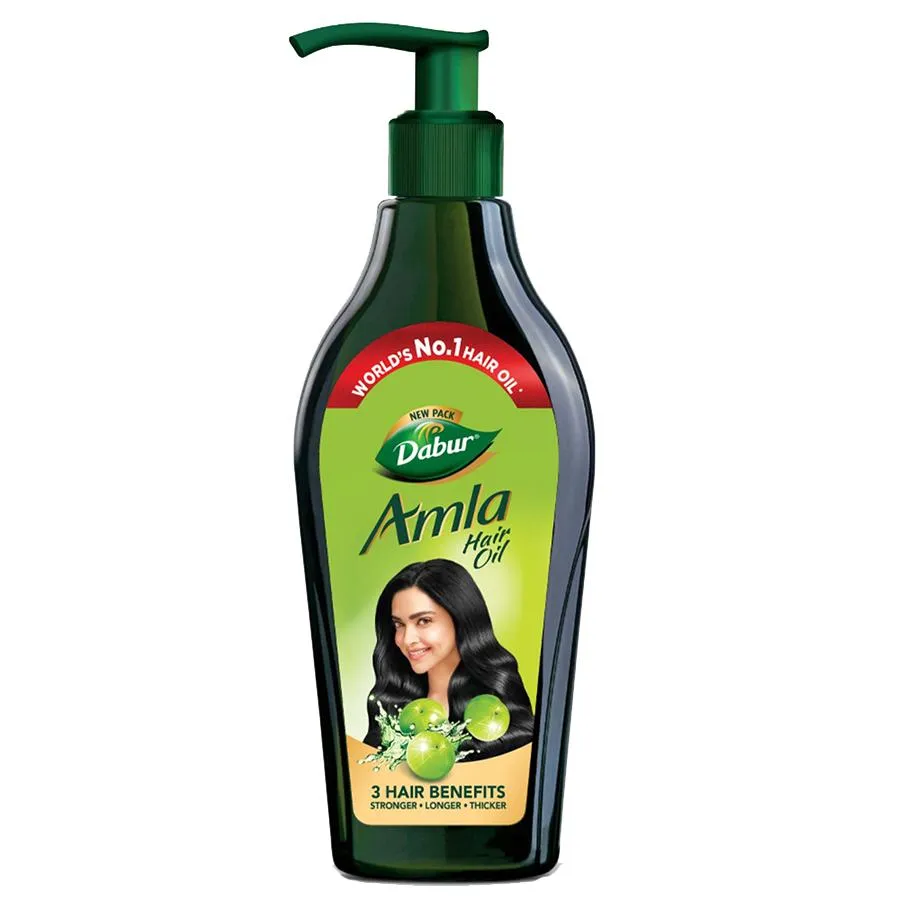 WORLD'S No.1 HAIR OIL*
NEW PACK
Dabur®
Amla
Hair
Oil
3 HAIR BENEFITS
STRONGER • LONGER • THICKER